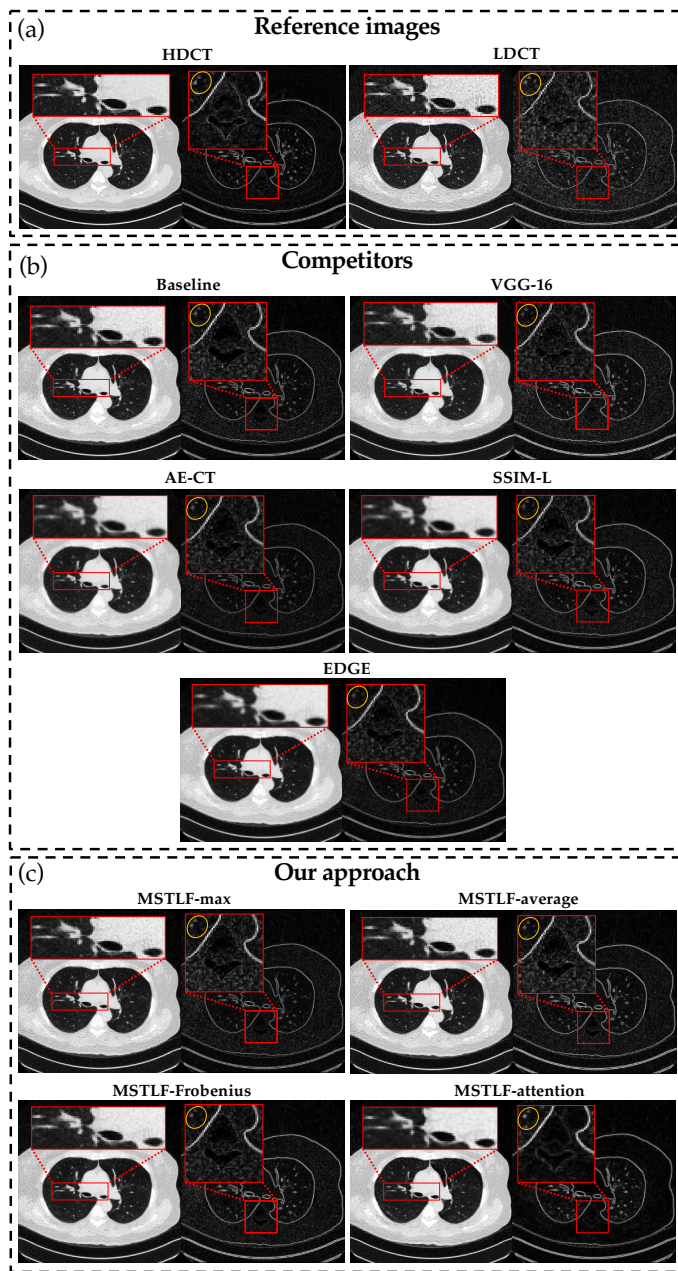 (a)
Reference images
HDCT
LDCT
(b)
Competitors
Baseline
VGG-16
AE-CT
SSIM-L
EDGE
(c)
Our approach
MSTLF-max
MSTLF-average
MSTLF-Frobenius
MSTLF-attention